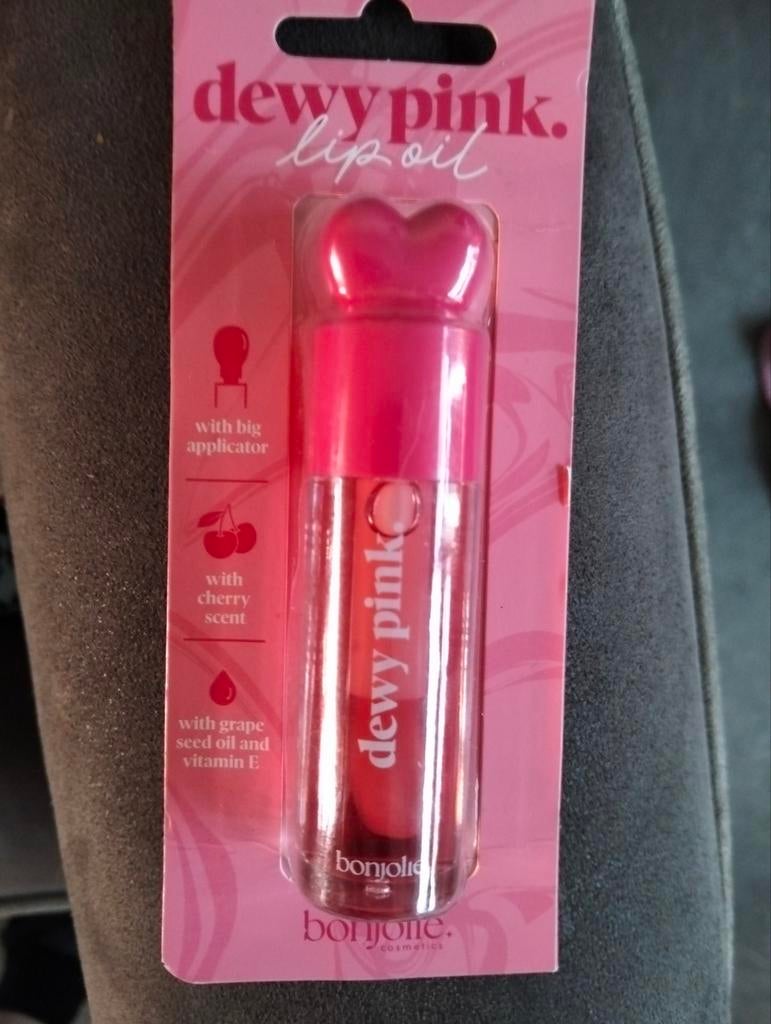 dewy pink.
lip oil
with big
applicator
with
cherry
scent
with grape
seed oil and
vitamin E
dewy pink.
bonjolie
bonjolie.
cosmetics